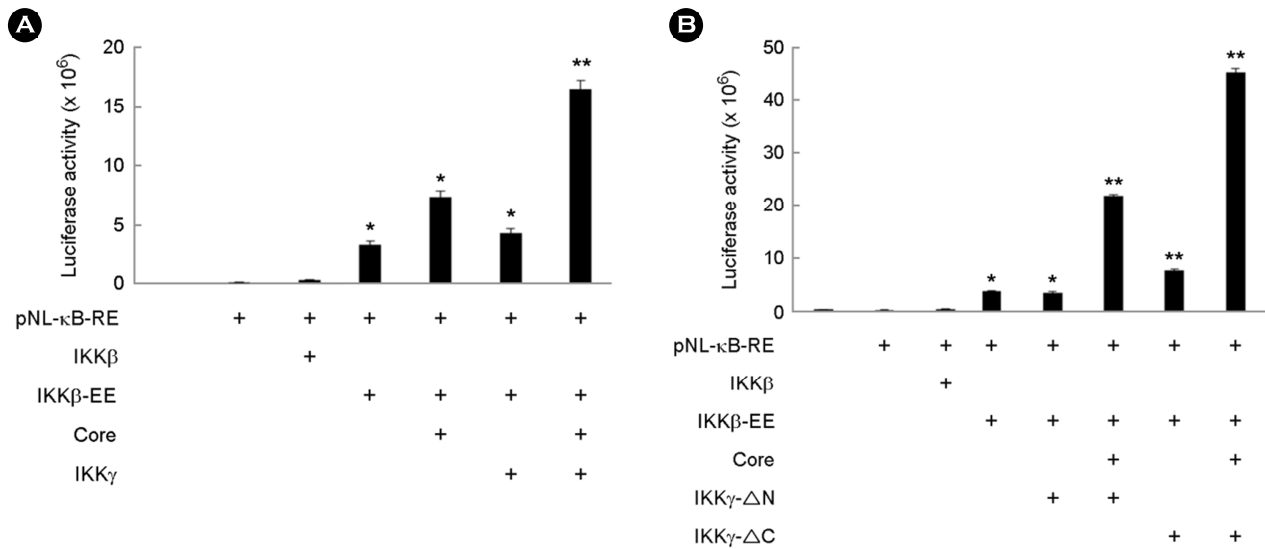 A
Luciferase activity (x 10⁶)
20
15
10
5
0
*
*
*
**
pNL-κB-RE + + + + + +
IKKβ +
IKKβ-EE + + + +
Core + +
IKKγ + +
B
Luciferase activity (x 10⁶)
50
40
30
20
10
0
*
*
**
**
**
pNL-κB-RE + + + + + + +
IKKβ +
IKKβ-EE + + + + +
Core + +
IKKγ-△N + +
IKKγ-△C + +